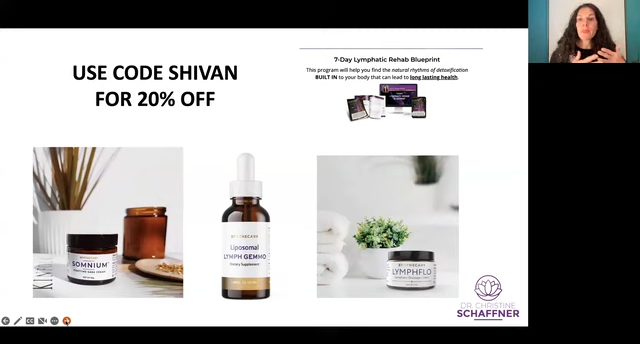 7-Day Lymphatic Rehab Blueprint
This program will help you find the natural rhythms of detoxification
BUILT IN to your body that can lead to long lasting health.
USE CODE SHIVAN
FOR 20% OFF
SOMNIUM
Liposomal
LYMPH GEMMO
Dietary Supplement
LYMPHFLO
DR. CHRISTINE
SCHAFFNER
CC